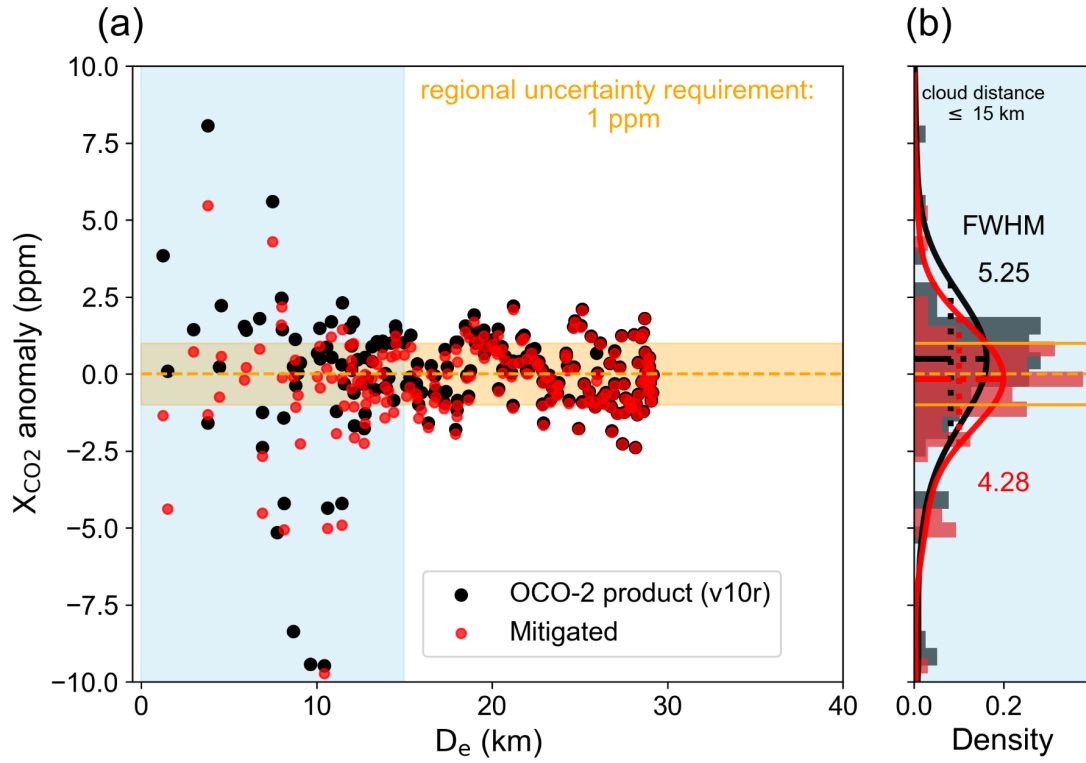 (a)
(b)
10.0
7.5
5.0
2.5
0.0
−2.5
−5.0
−7.5
−10.0
X_CO2 anomaly (ppm)
regional uncertainty requirement:
1 ppm
OCO-2 product (v10r)
Mitigated
0
10
20
30
40
D_e (km)
cloud distance
≤ 15 km
FWHM
5.25
4.28
0.0
0.2
Density